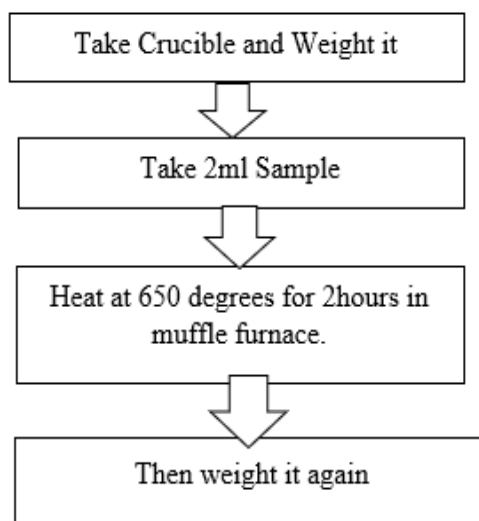 Take Crucible and Weight it
Take 2ml Sample
Heat at 650 degrees for 2hours in
muffle furnace.
Then weight it again